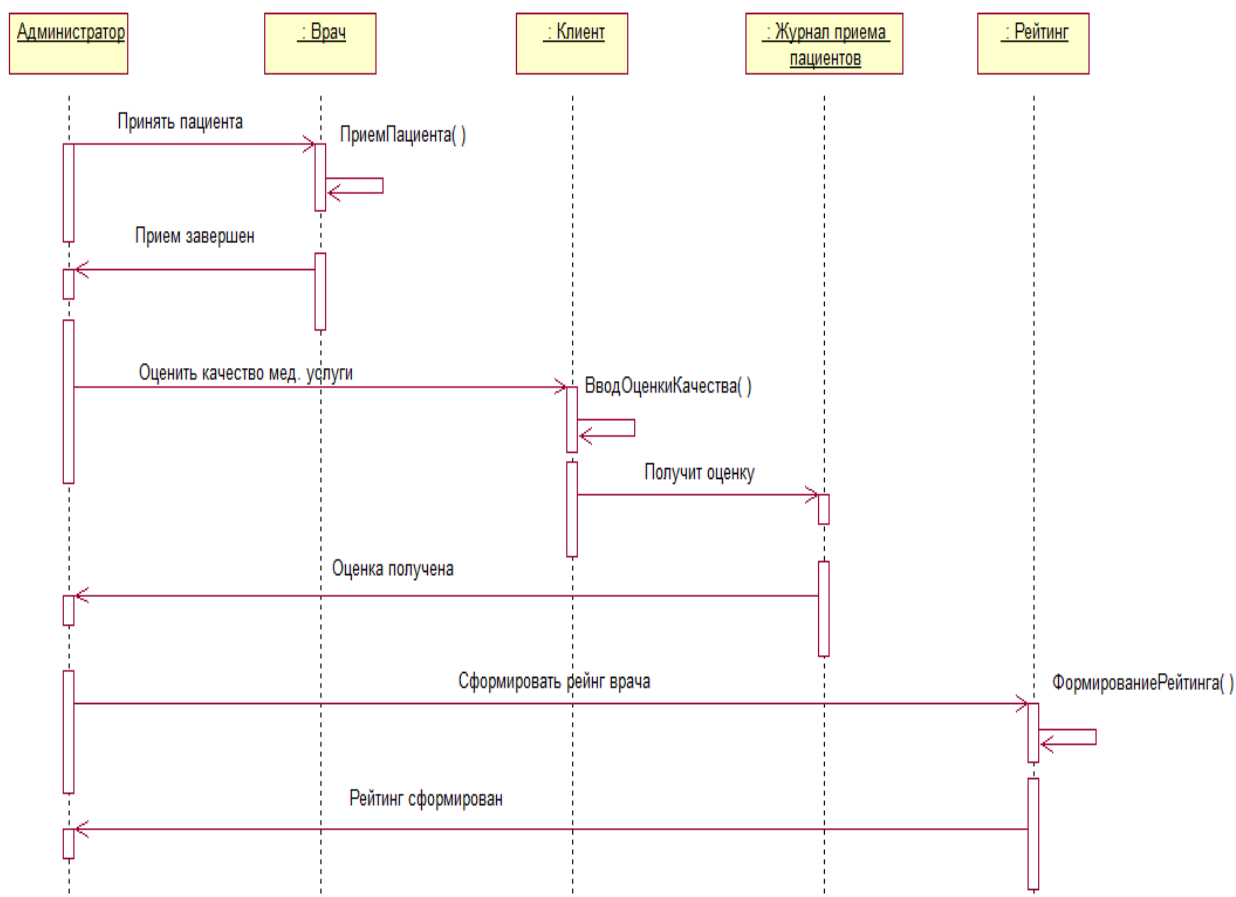 Администратор
: Врач
: Клиент
: Журнал приема
пациентов
: Рейтинг
Принять пациента
ПриемПациента( )
Прием завершен
Оценить качество мед. услуги
ВводОценкиКачества( )
Получит оценку
Оценка получена
Сформировать рейнг врача
ФормированиеРейтинга( )
Рейтинг сформирован